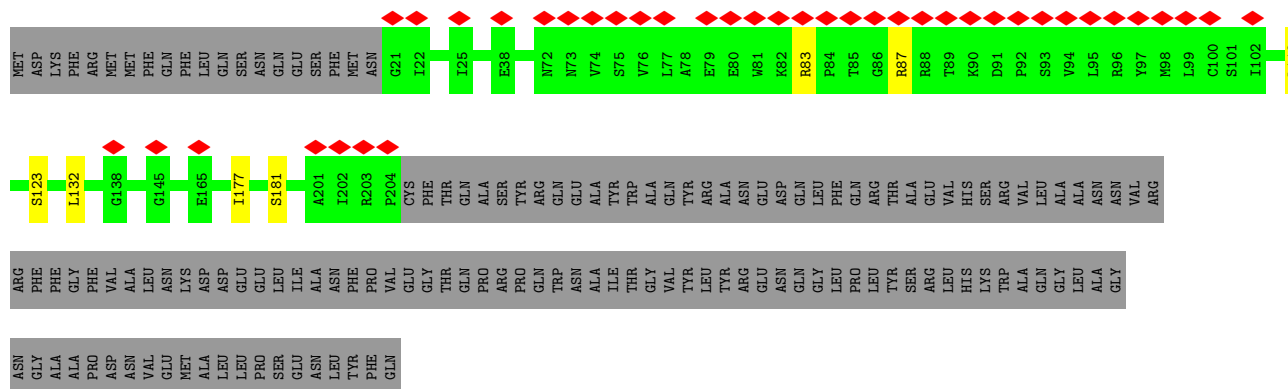 MET ASP LYS PHE ARG MET MET PHE GLN PHE LEU GLN SER ASN GLN GLU SER PHE MET ASN G21 I22 I25 E38 N72 N73 V74 S75 V76 L77 A78 E79 E80 W81 K82 R83 P84 T85 G86 R87 R88 T89 K90 D91 P92 S93 V94 L95 R96 Y97 M98 L99 C100 S101 I102
S123 L132 G138 G145 E165 I177 S181 A201 I202 R203 P204 CYS PHE THR GLN ALA SER TYR ARG GLN GLU ALA TYR TRP ALA GLN TYR ARG ALA ASN GLU ASP GLN LEU PHE GLN ARG THR ALA GLU VAL HIS SER ARG VAL LEU ALA ALA ASN ASN VAL ARG
ARG PHE PHE GLY PHE VAL ALA LEU ASN LYS ASP ASP GLU GLU LEU ILE ALA ASN PHE PRO VAL GLU GLY THR GLN PRO ARG PRO GLN TRP ASN ALA ILE THR GLY VAL TYR LEU TYR ARG GLU ASN GLN GLY LEU PRO LEU TYR SER ARG LEU HIS LYS TRP ALA GLN GLY LEU ALA GLY
ASN GLY ALA ALA PRO ASP ASN VAL GLU MET ALA LEU LEU PRO SER GLU ASN LEU TYR PHE GLN